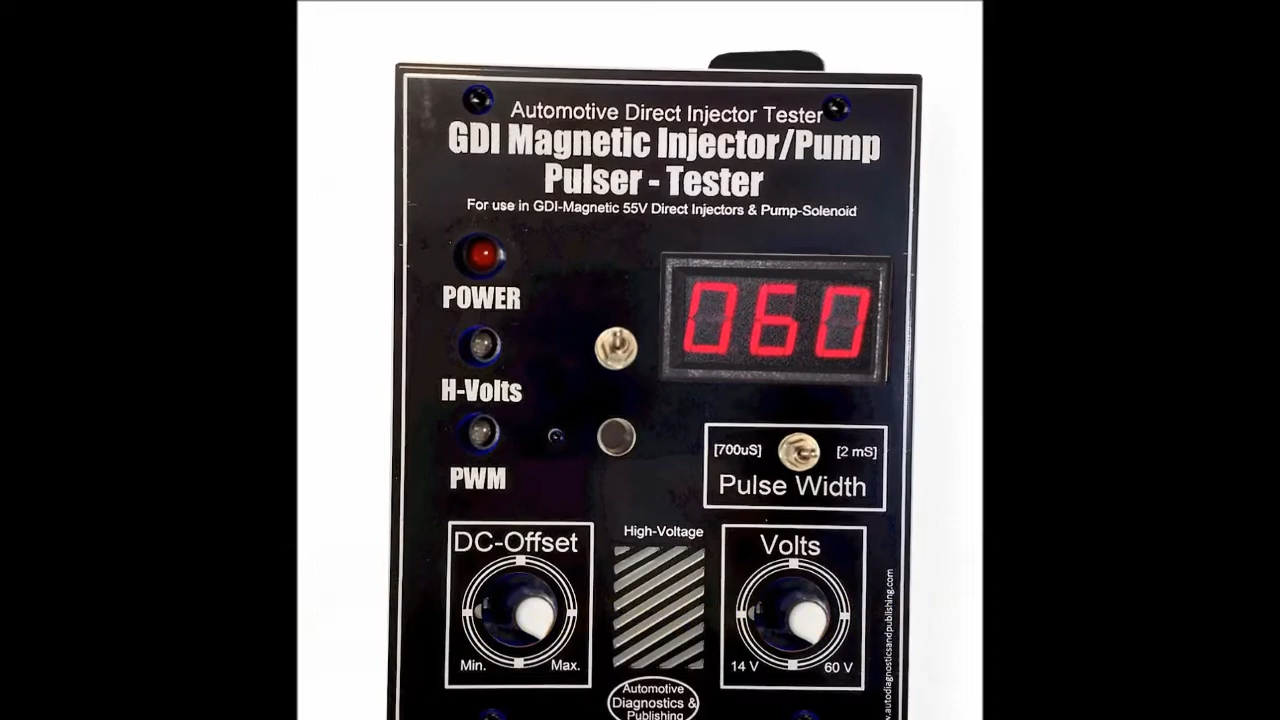 Automotive Direct Injector Tester
GDI Magnetic Injector/Pump
Pulser - Tester
For use in GDI-Magnetic 55V Direct Injectors & Pump-Solenoid
POWER
060
H-Volts
PWM
[700uS] [2 mS]
Pulse Width
DC-Offset
Min. Max.
High-Voltage
Volts
14 V 60 V
Automotive
Diagnostics &
Publishing
w.autodiagnosticsandpublishing.com